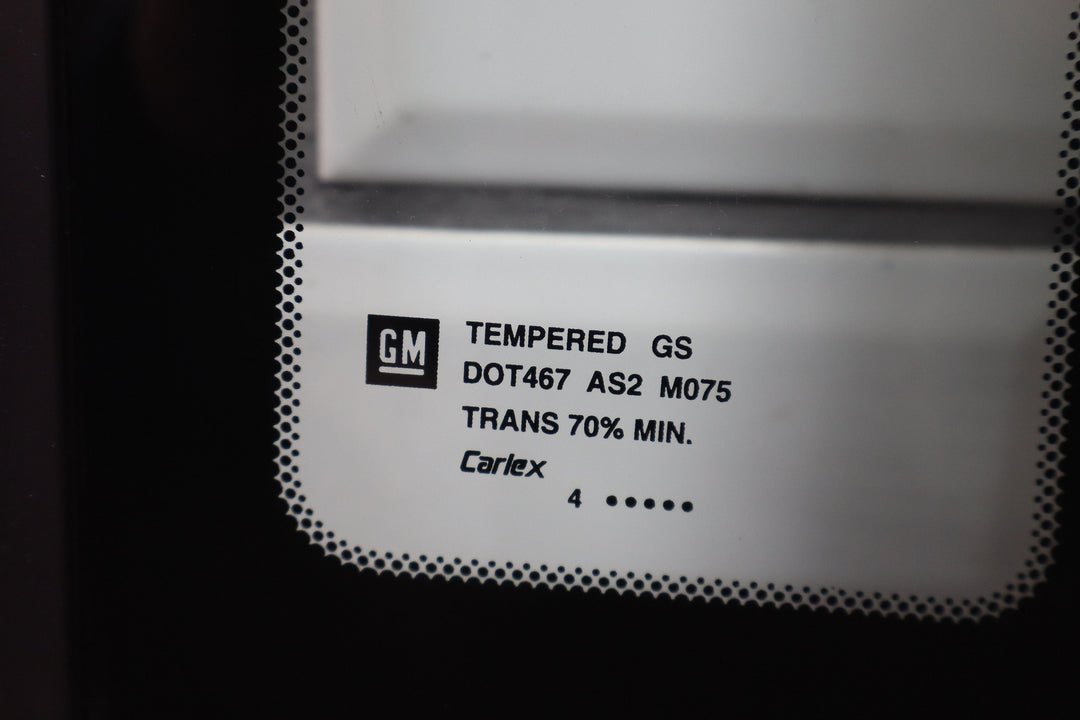 GM
TEMPERED GS
DOT467 AS2 M075
TRANS 70% MIN.
Carlex
4 •••••